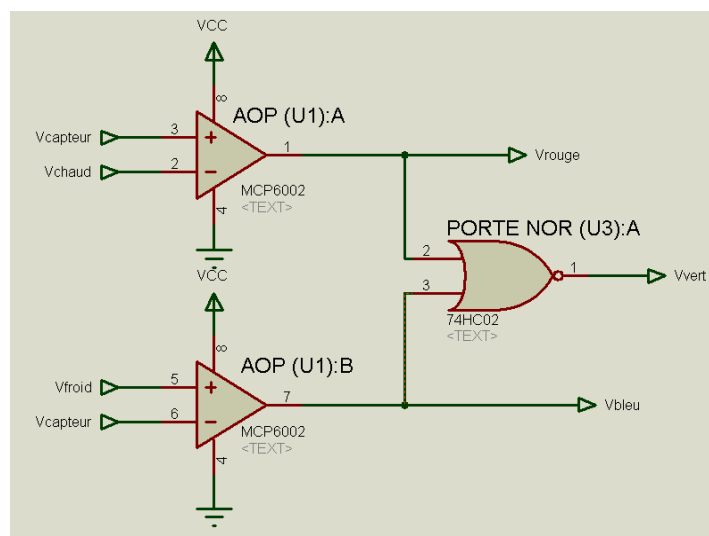 VCC
8
AOP (U1):A
Vcapteur
3
+
1
Vrouge
Vchaud
2
−
MCP6002
<TEXT>
4
PORTE NOR (U3):A
2
1
Vvert
3
74HC02
<TEXT>
VCC
8
AOP (U1):B
Vfroid
5
+
7
Vbleu
Vcapteur
6
−
MCP6002
<TEXT>
4